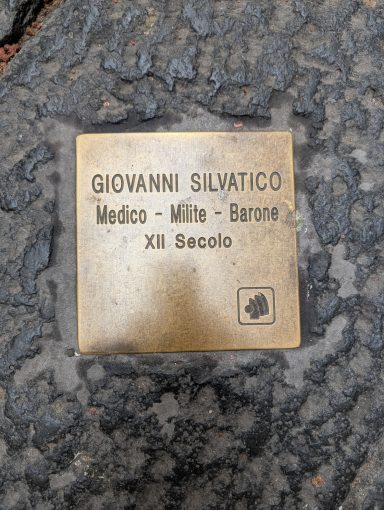 GIOVANNI SILVATICO
Medico - Milite - Barone
XII Secolo